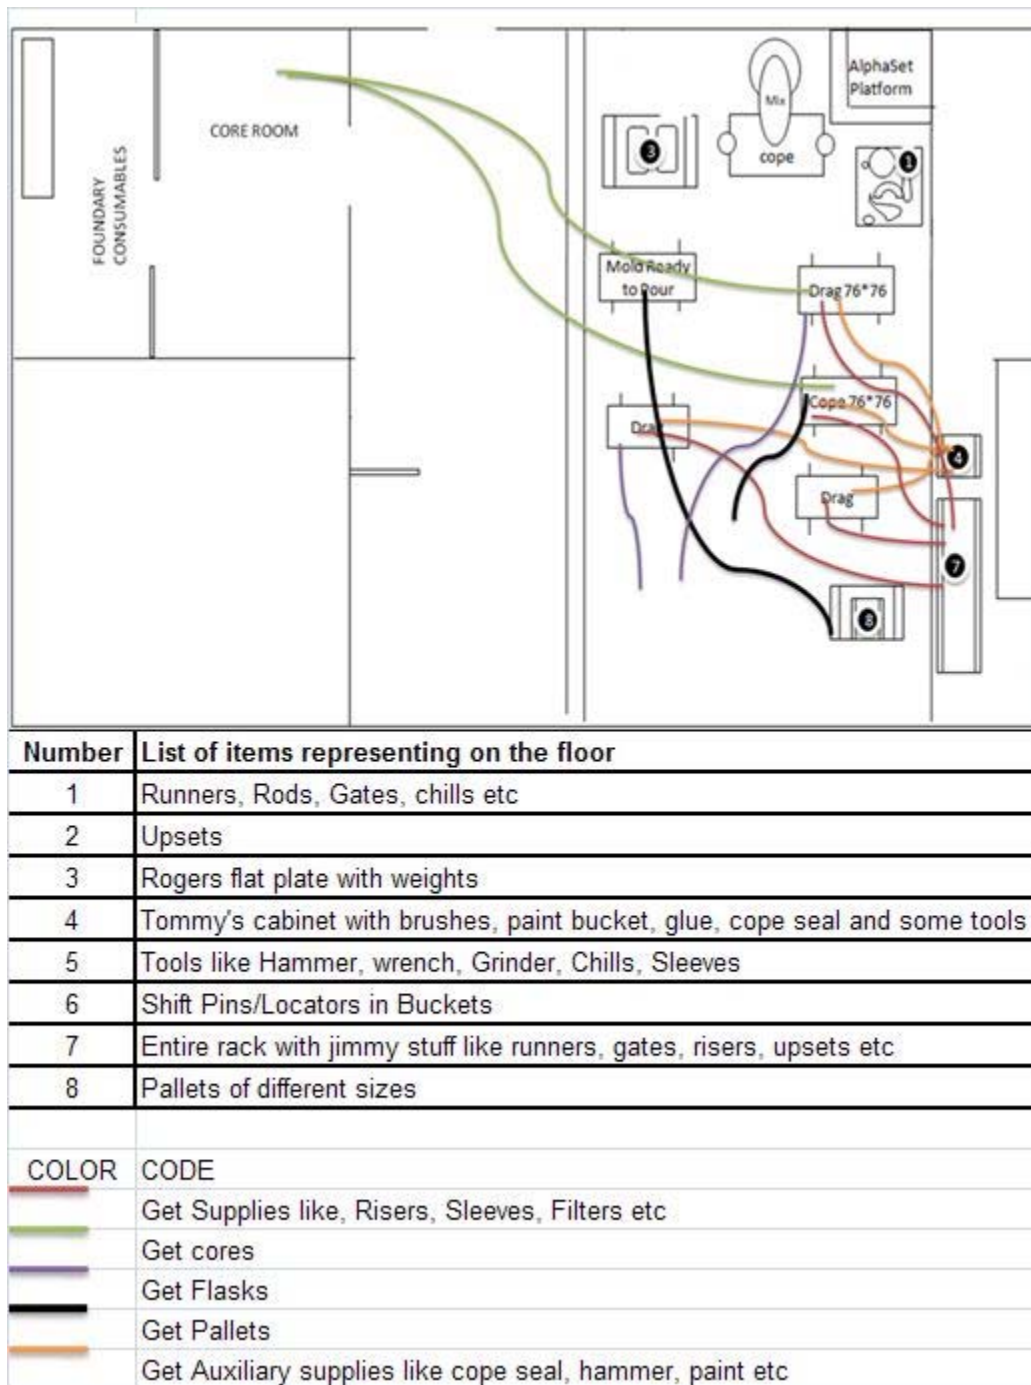 AlphaSet
Platform
Mix
CORE ROOM
3
cope
1
FOUNDARY
CONSUMABLES
Mold Ready
to Pour
Drag 76*76
Cope 76*76
Drag
4
Drag
7
8
Number List of items representing on the floor
1 Runners, Rods, Gates, chills etc
2 Upsets
3 Rogers flat plate with weights
4 Tommy's cabinet with brushes, paint bucket, glue, cope seal and some tools
5 Tools like Hammer, wrench, Grinder, Chills, Sleeves
6 Shift Pins/Locators in Buckets
7 Entire rack with jimmy stuff like runners, gates, risers, upsets etc
8 Pallets of different sizes
COLOR CODE
Get Supplies like, Risers, Sleeves, Filters etc
Get cores
Get Flasks
Get Pallets
Get Auxiliary supplies like cope seal, hammer, paint etc